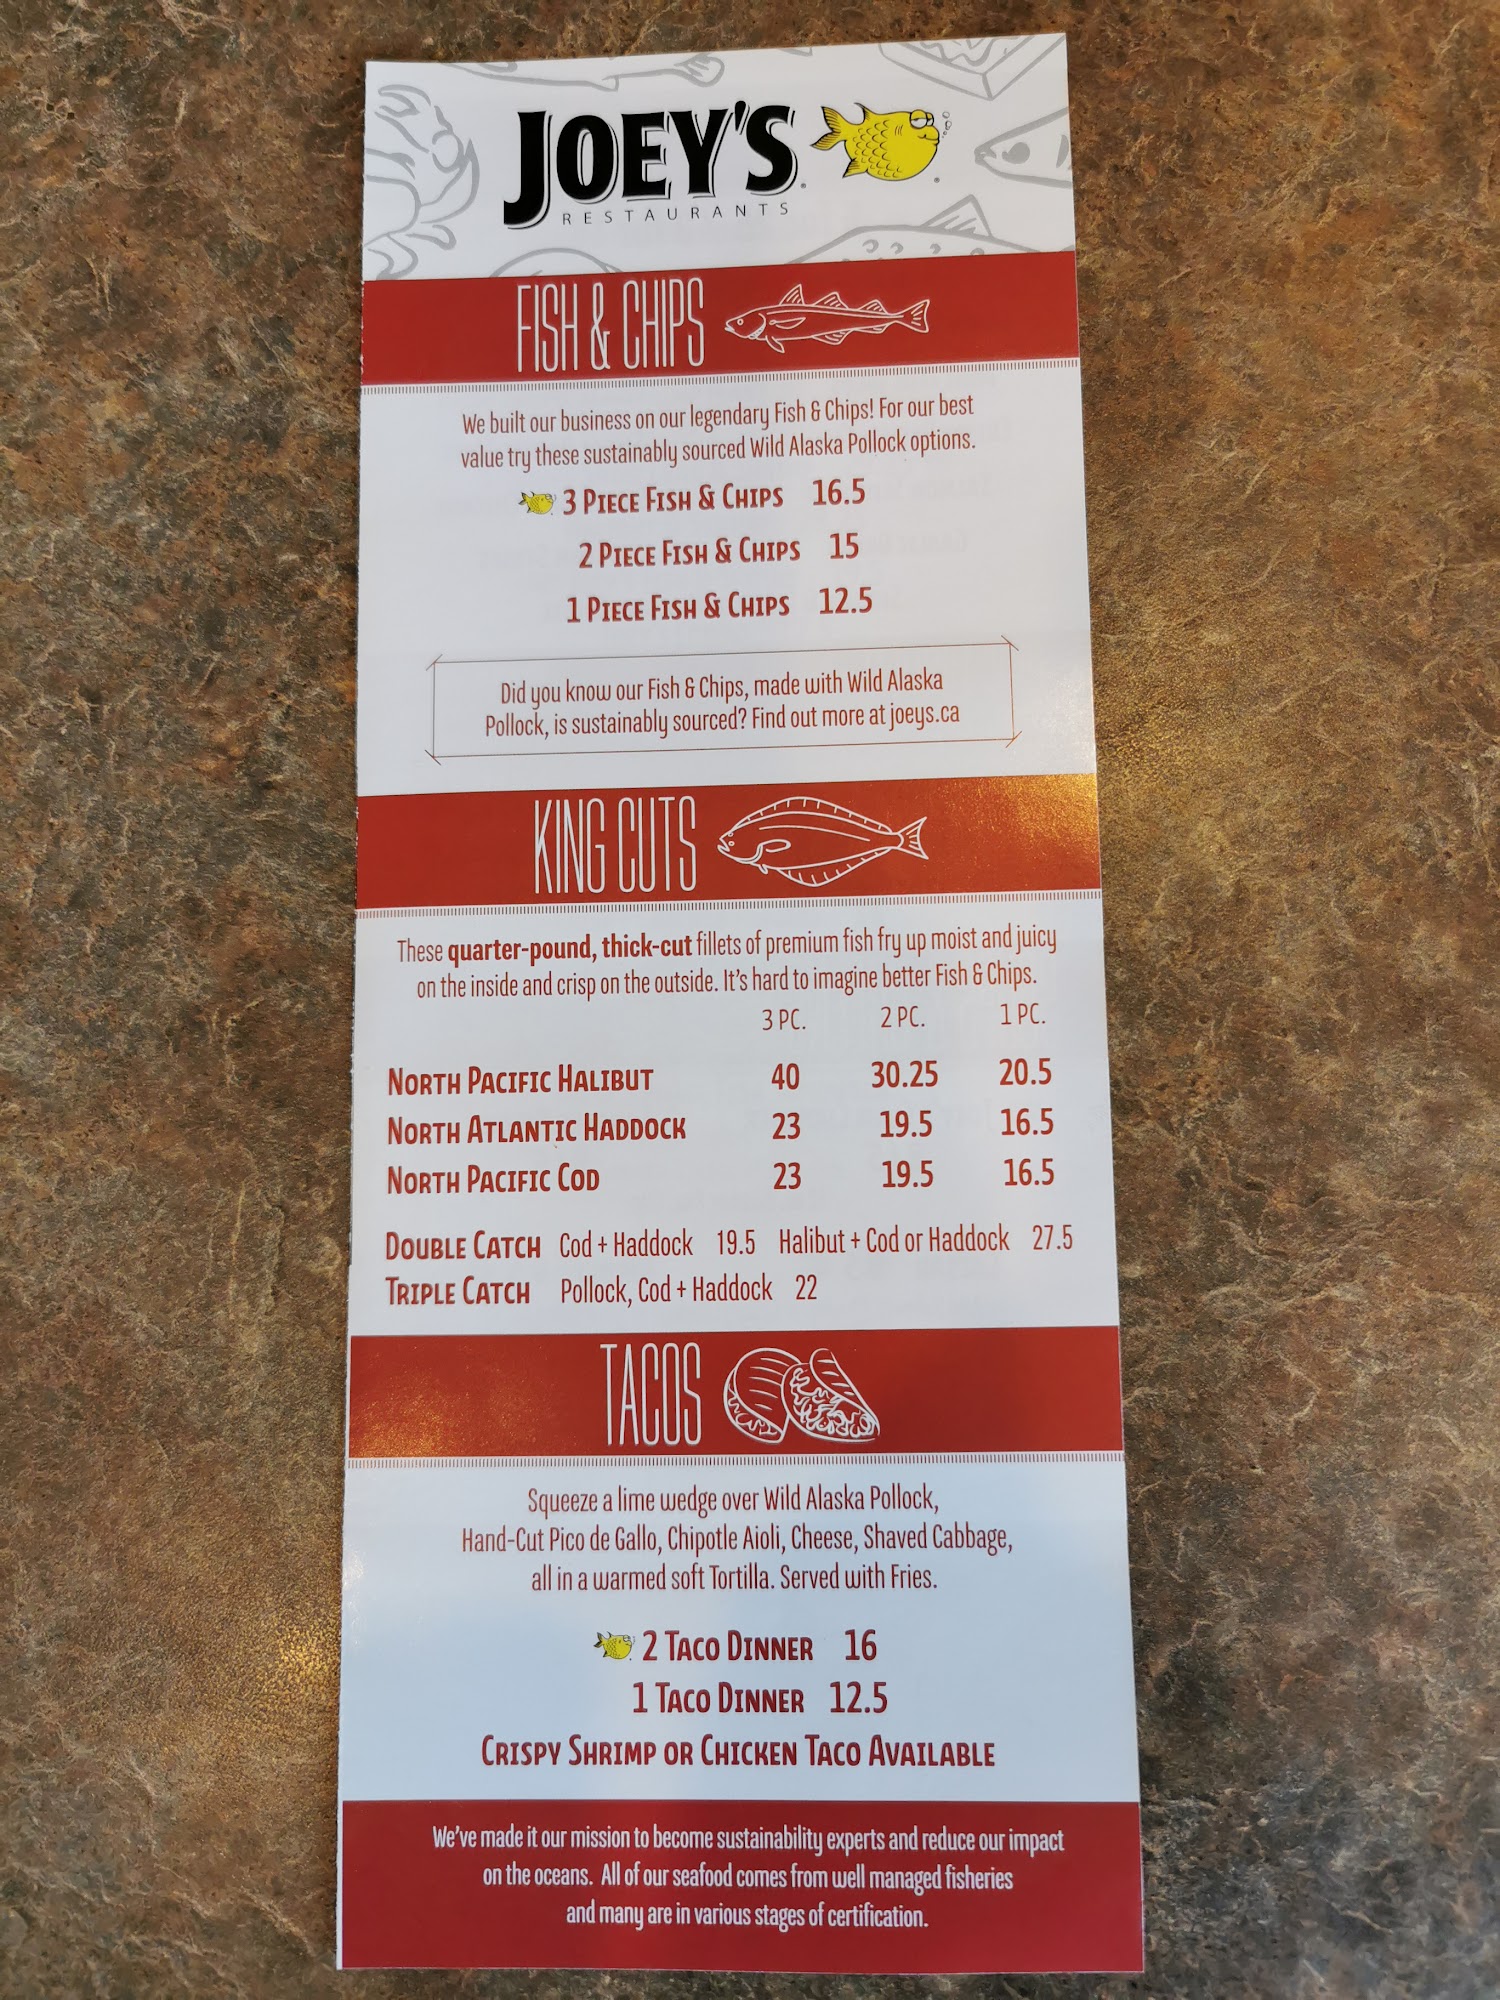 JOEY'S
RESTAURANTS
FISH & CHIPS
We built our business on our legendary Fish & Chips! For our best
value try these sustainably sourced Wild Alaska Pollock options.
3 PIECE FISH & CHIPS 16.5
2 PIECE FISH & CHIPS 15
1 PIECE FISH & CHIPS 12.5
Did you know our Fish & Chips, made with Wild Alaska
Pollock, is sustainably sourced? Find out more at joeys.ca
KING CUTS
These quarter-pound, thick-cut fillets of premium fish fry up moist and juicy
on the inside and crisp on the outside. It's hard to imagine better Fish & Chips.
3 PC. 2 PC. 1 PC.
NORTH PACIFIC HALIBUT 40 30.25 20.5
NORTH ATLANTIC HADDOCK 23 19.5 16.5
NORTH PACIFIC COD 23 19.5 16.5
DOUBLE CATCH Cod + Haddock 19.5 Halibut + Cod or Haddock 27.5
TRIPLE CATCH Pollock, Cod + Haddock 22
TACOS
Squeeze a lime wedge over Wild Alaska Pollock,
Hand-Cut Pico de Gallo, Chipotle Aioli, Cheese, Shaved Cabbage,
all in a warmed soft Tortilla. Served with Fries.
2 TACO DINNER 16
1 TACO DINNER 12.5
CRISPY SHRIMP OR CHICKEN TACO AVAILABLE
We've made it our mission to become sustainability experts and reduce our impact
on the oceans. All of our seafood comes from well managed fisheries
and many are in various stages of certification.